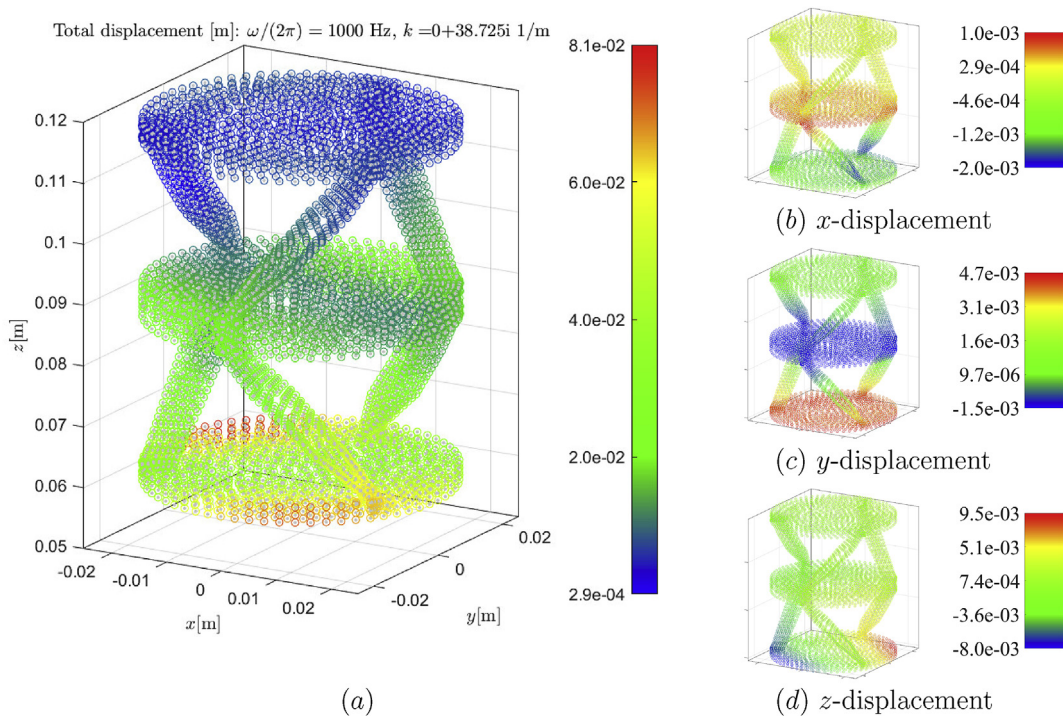 Total displacement [m]: ω/(2π) = 1000 Hz, k =0+38.725i 1/m
0.12
0.11
0.1
0.09
0.08
0.07
0.06
0.05
z[m]
-0.02
-0.01
0
0.01
0.02
x[m]
-0.02
0
0.02
y[m]
8.1e-02
6.0e-02
4.0e-02
2.0e-02
2.9e-04
(a)
1.0e-03
2.9e-04
-4.6e-04
-1.2e-03
-2.0e-03
(b) x-displacement
4.7e-03
3.1e-03
1.6e-03
9.7e-06
-1.5e-03
(c) y-displacement
9.5e-03
5.1e-03
7.4e-04
-3.6e-03
-8.0e-03
(d) z-displacement